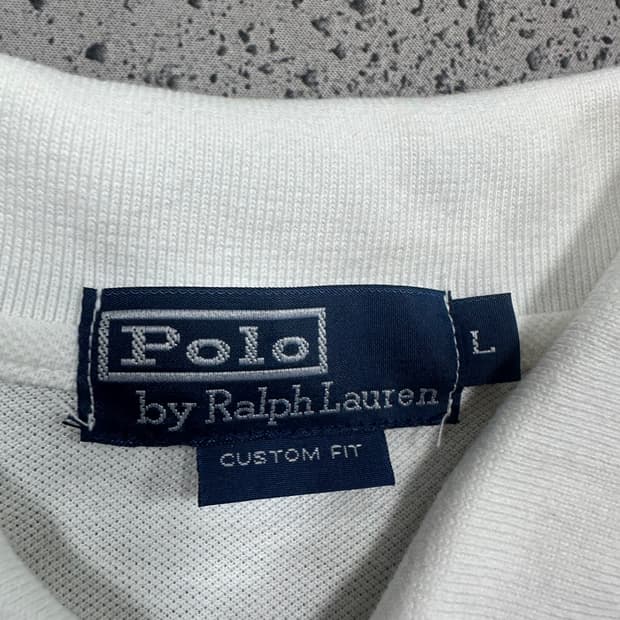 Polo
by Ralph Lauren
L
CUSTOM FIT